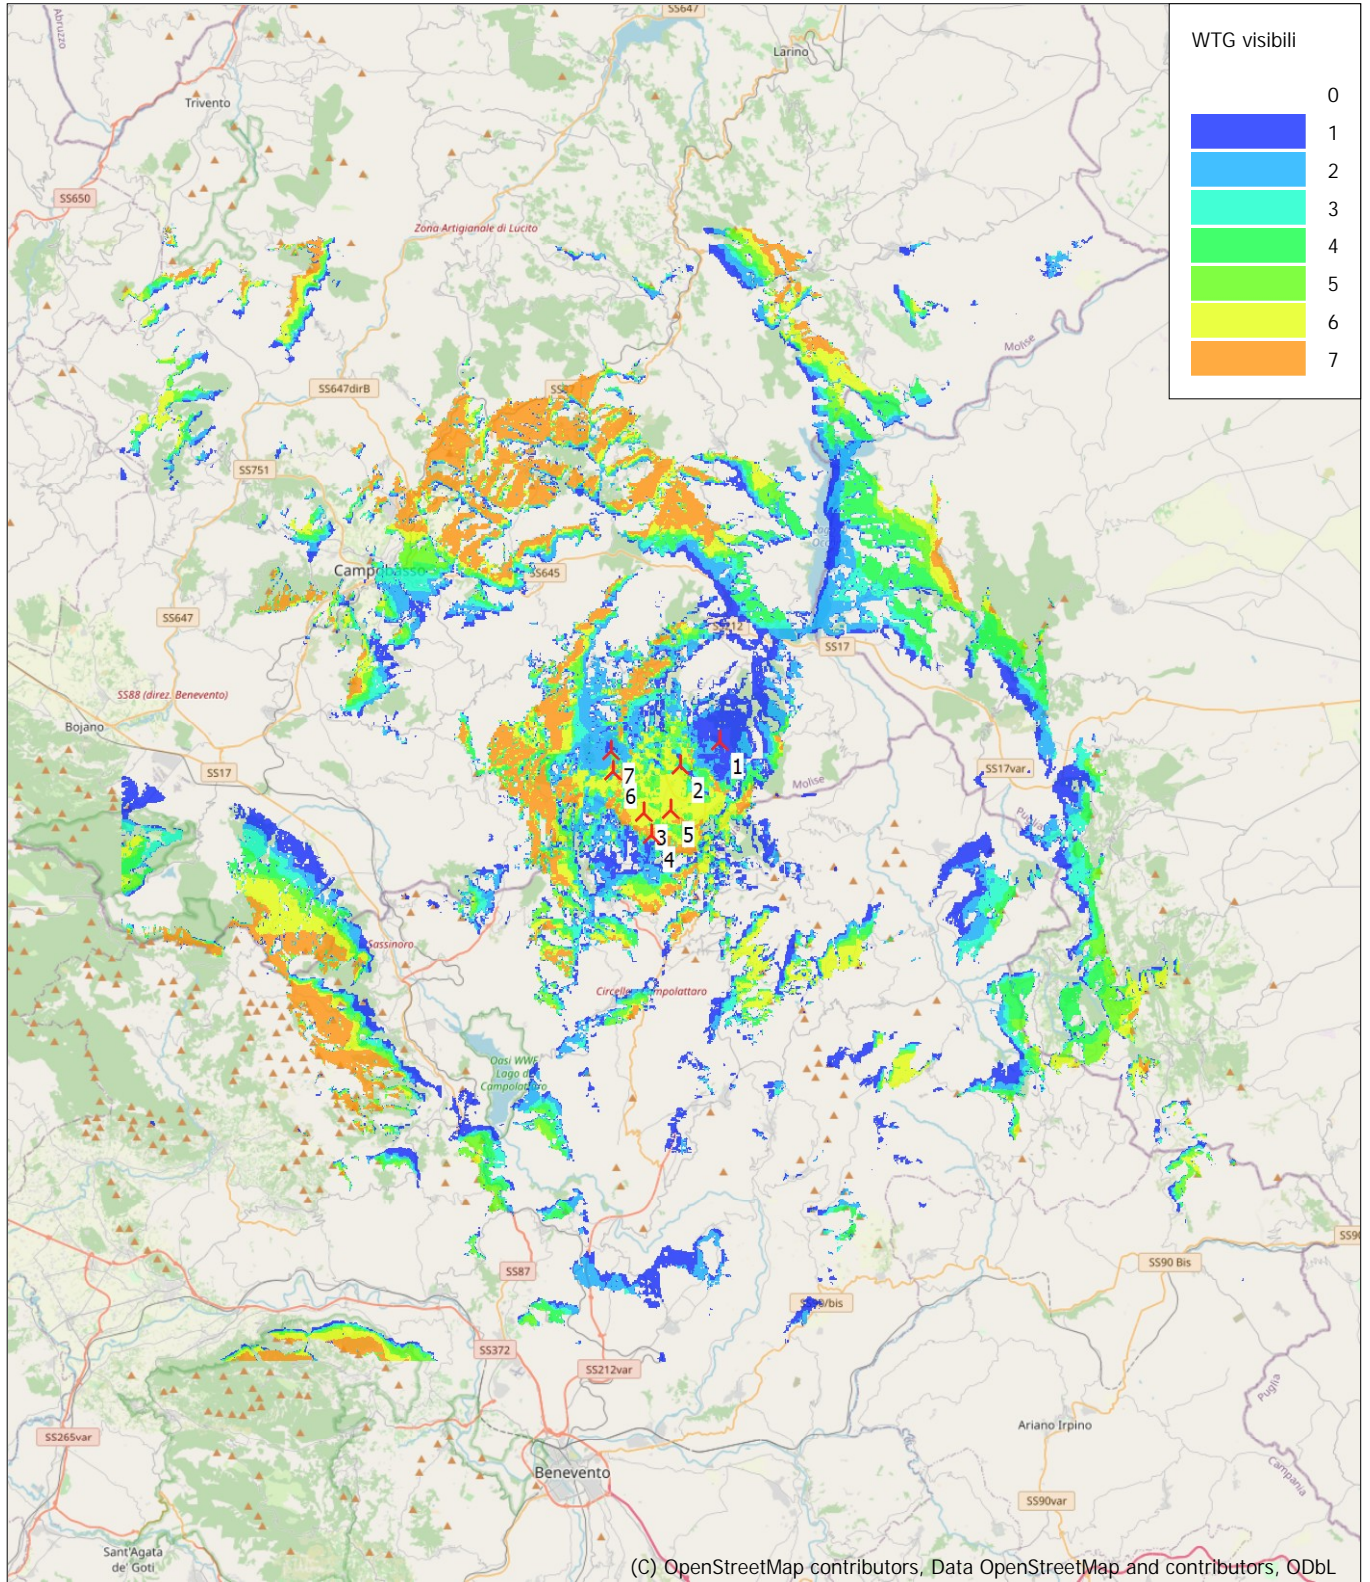 SS647
Abruzzo
Larino
Trivento
WTG visibili
0
1
2
3
4
5
6
7
SS650
Zona Artigianale di Lucito
Molise
SS647dirB
SS751
Campobasso
SS645
SS647
SS17
SS88 (direz. Benevento)
Bojano
SS17
SS17var
Molise
1
7
2
6
3
5
4
Sassinoro
Oasi WWF
Lago di
Campolattaro
SS87
SS90 Bis
SS372
SS212var
Puglia
Ariano Irpino
SS265var
Campania
Benevento
SS90var
Sant'Agata
de' Goti
(C) OpenStreetMap contributors, Data OpenStreetMap and contributors, ODbL